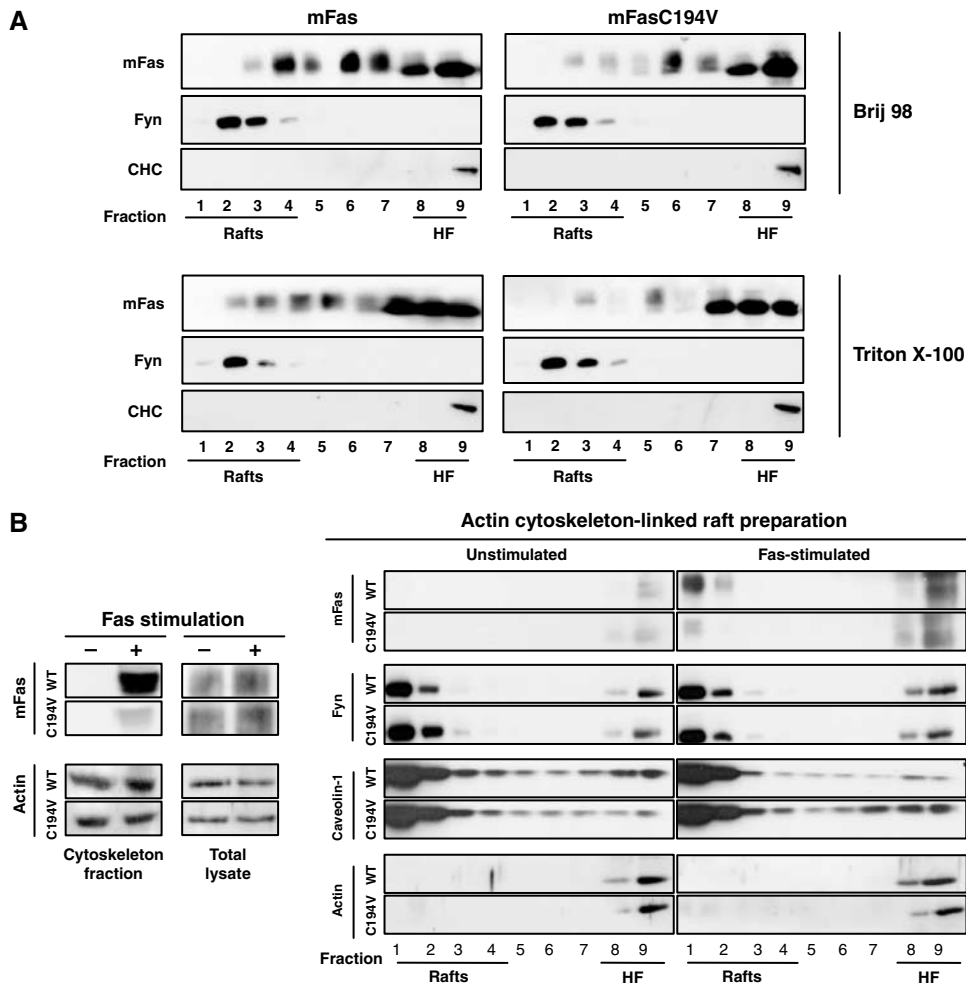 A
mFas mFasC194V
mFas
Fyn
CHC
Brij 98
Fraction 1 2 3 4 5 6 7 8 9 1 2 3 4 5 6 7 8 9
Rafts HF Rafts HF
mFas
Fyn
CHC
Triton X-100
Fraction 1 2 3 4 5 6 7 8 9 1 2 3 4 5 6 7 8 9
Rafts HF Rafts HF
B
Fas stimulation
– + – +
mFas WT
C194V
Actin WT
C194V
Cytoskeleton fraction
Total lysate
Actin cytoskeleton-linked raft preparation
Unstimulated Fas-stimulated
mFas WT
C194V
Fyn WT
C194V
Caveolin-1 WT
C194V
Actin WT
C194V
Fraction 1 2 3 4 5 6 7 8 9 1 2 3 4 5 6 7 8 9
Rafts HF Rafts HF